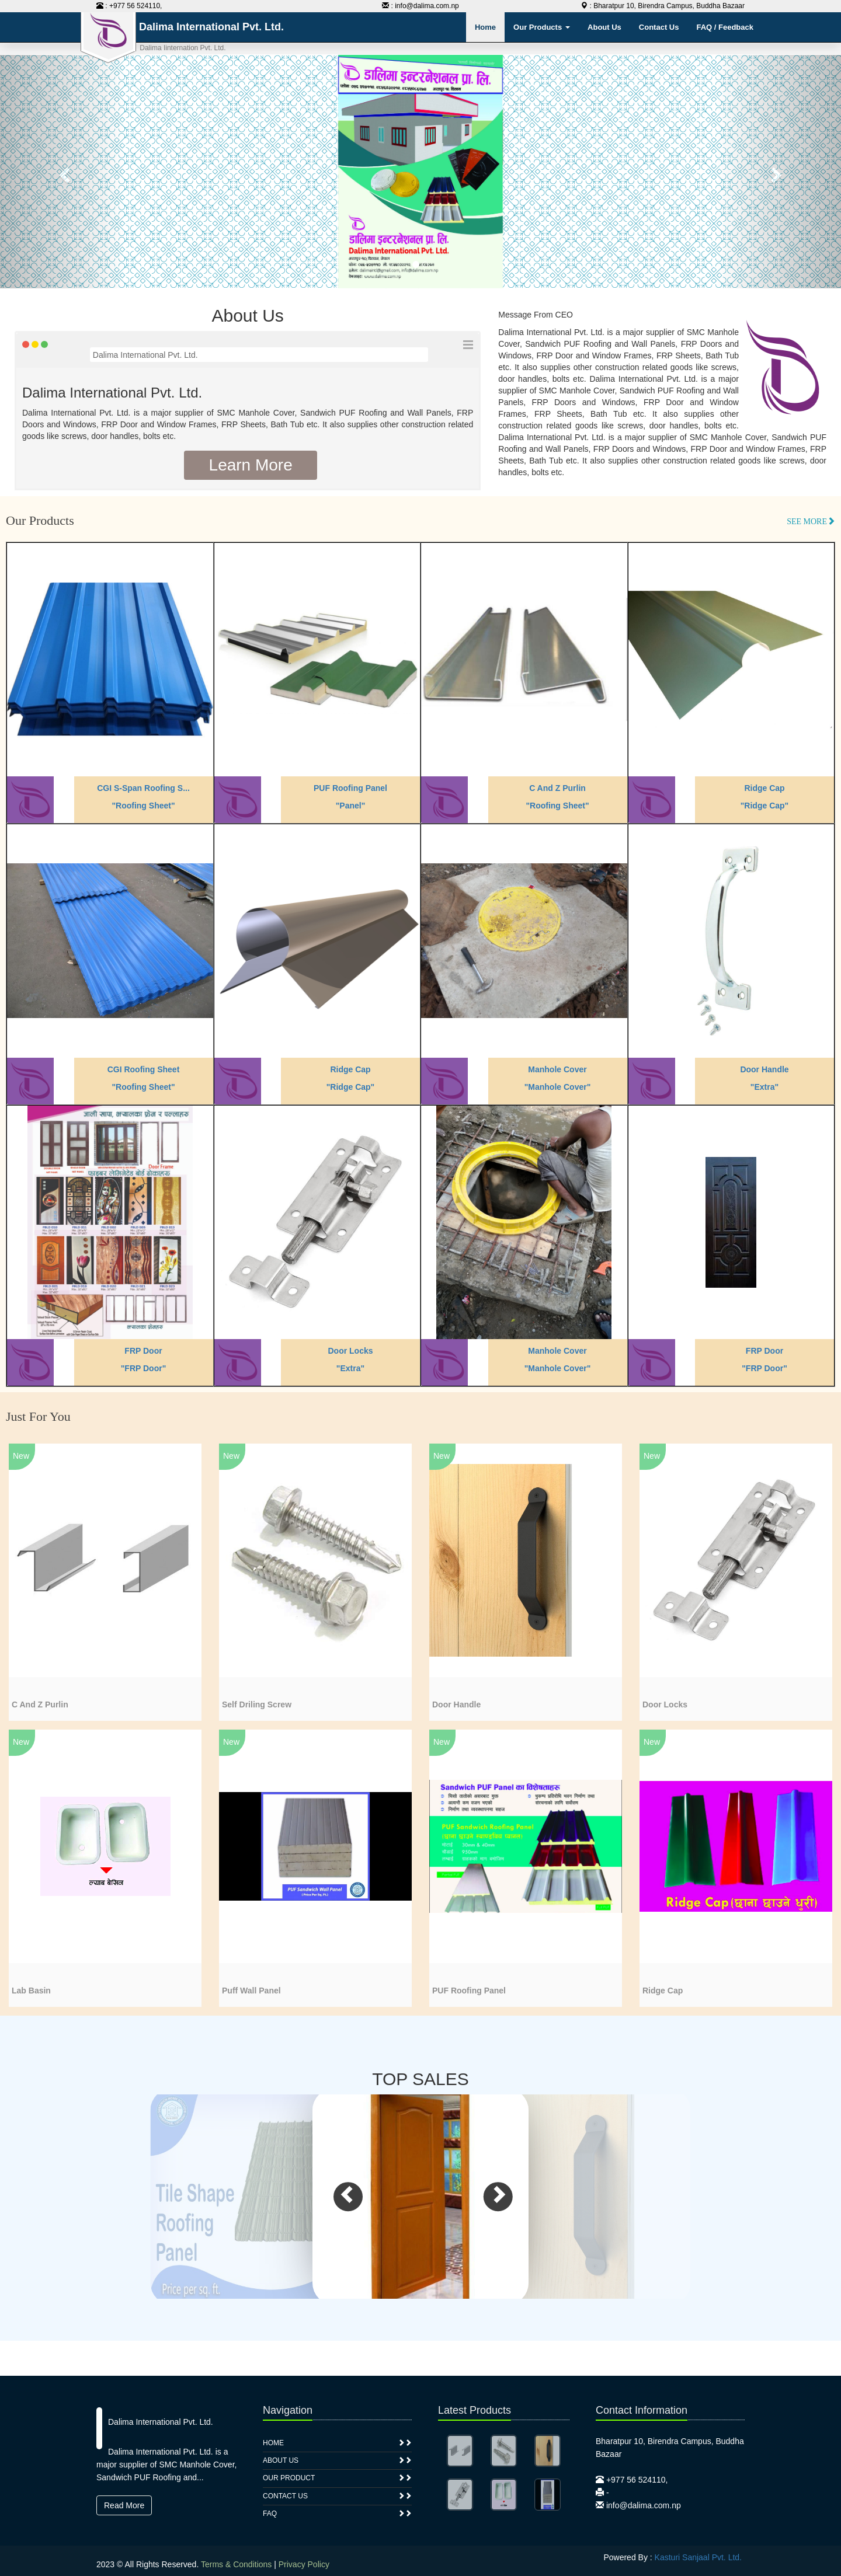 : +977 56 524110,
: info@dalima.com.np
: Bharatpur 10, Birendra Campus, Buddha Bazaar
Dalima International Pvt. Ltd.
Home
Our Products
About Us
Contact Us
FAQ / Feedback
Dalima Iinternation Pvt. Ltd.
डालिमा इन्टरनेशनल प्रा. लि.
डालिमा इन्टरनेशनल प्रा. लि.
Dalima International Pvt. Ltd.
About Us
Dalima International Pvt. Ltd.
Dalima International Pvt. Ltd.
Dalima International Pvt. Ltd. is a major supplier of SMC Manhole Cover, Sandwich PUF Roofing and Wall Panels, FRP
Doors and Windows, FRP Door and Window Frames, FRP Sheets, Bath Tub etc. It also supplies other construction related
goods like screws, door handles, bolts etc.
Learn More
Message From CEO
Dalima International Pvt. Ltd. is a major supplier of SMC Manhole
Cover, Sandwich PUF Roofing and Wall Panels, FRP Doors and
Windows, FRP Door and Window Frames, FRP Sheets, Bath Tub
etc. It also supplies other construction related goods like screws,
door handles, bolts etc. Dalima International Pvt. Ltd. is a major
supplier of SMC Manhole Cover, Sandwich PUF Roofing and Wall
Panels, FRP Doors and Windows, FRP Door and Window
Frames, FRP Sheets, Bath Tub etc. It also supplies other
construction related goods like screws, door handles, bolts etc.
Dalima International Pvt. Ltd. is a major supplier of SMC Manhole Cover, Sandwich PUF
Roofing and Wall Panels, FRP Doors and Windows, FRP Door and Window Frames, FRP
Sheets, Bath Tub etc. It also supplies other construction related goods like screws, door
handles, bolts etc.
Our Products
SEE MORE
CGI S-Span Roofing S...
"Roofing Sheet"
PUF Roofing Panel
"Panel"
C And Z Purlin
"Roofing Sheet"
Ridge Cap
"Ridge Cap"
CGI Roofing Sheet
"Roofing Sheet"
Ridge Cap
"Ridge Cap"
Manhole Cover
"Manhole Cover"
Door Handle
"Extra"
Door Frame
FRP Door
"FRP Door"
Door Locks
"Extra"
Manhole Cover
"Manhole Cover"
FRP Door
"FRP Door"
Just For You
New
New
New
New
C And Z Purlin
Self Driling Screw
Door Handle
Door Locks
New
New
New
New
ल्याब बेसिन
PUF Sandwich Wall Panel
Sandwich PUF Panel का विशेषताहरू
PUF Sandwich Roofing Panel
Ridge Cap (छाना छाउने धुरी)
Lab Basin
Puff Wall Panel
PUF Roofing Panel
Ridge Cap
TOP SALES
Tile Shape
Roofing
Panel
Price per sq. ft.
Dalima International Pvt. Ltd.
Dalima International Pvt. Ltd. is a
major supplier of SMC Manhole Cover,
Sandwich PUF Roofing and...
Read More
Navigation
HOME
ABOUT US
OUR PRODUCT
CONTACT US
FAQ
Latest Products
Contact Information
Bharatpur 10, Birendra Campus, Buddha
Bazaar
+977 56 524110,
-
info@dalima.com.np
2023 © All Rights Reserved. Terms & Conditions | Privacy Policy
Powered By : Kasturi Sanjaal Pvt. Ltd.